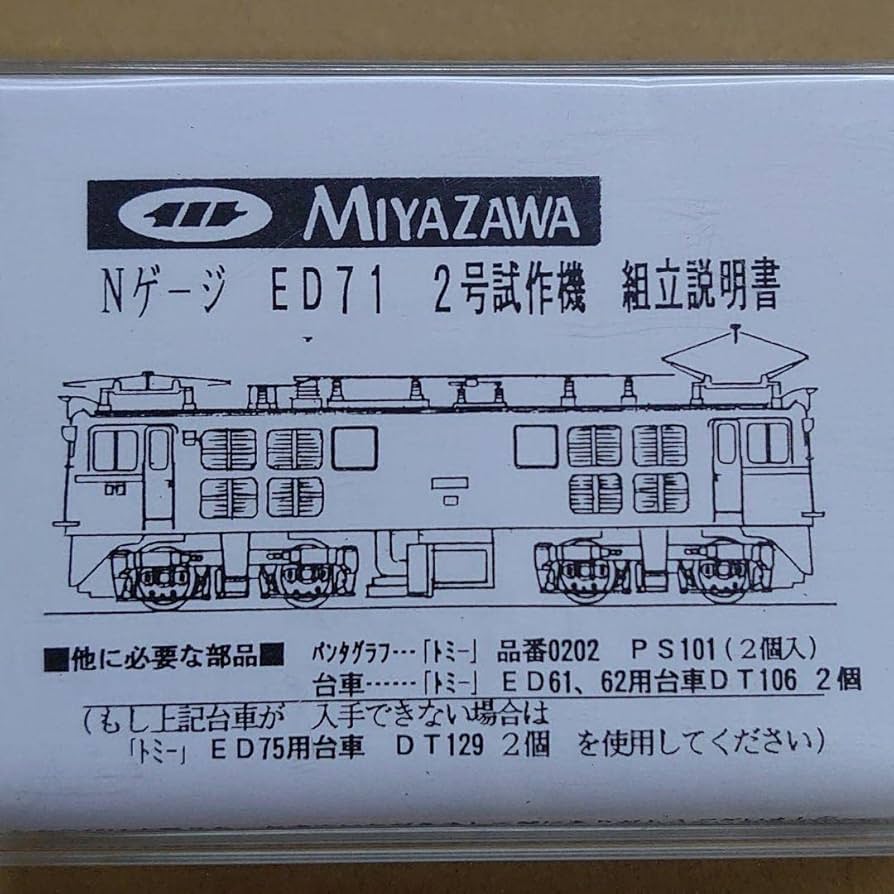 MIYAZAWA
Nゲージ ED71 2号試作機 組立説明書
■他に必要な部品■ パンタグラフ…「トミー」品番0202 PS101(2個入)
台車……「トミー」ED61、62用台車DT106 2個
(もし上記台車が 入手できない場合は
「トミー」ED75用台車 DT129 2個 を使用してください)